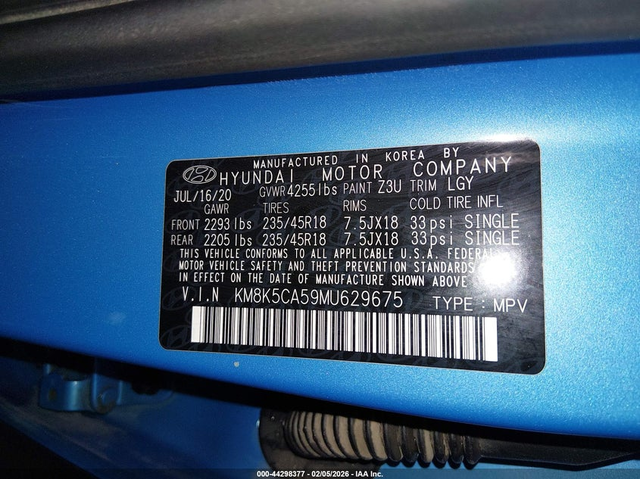 MANUFACTURED IN KOREA BY
HYUNDAI MOTOR COMPANY
JUL/16/20 GVWR 4255lbs PAINT Z3U TRIM LGY
GAWR TIRES RIMS COLD TIRE INFL
FRONT 2293lbs 235/45R18 7.5JX18 33psi SINGLE
REAR 2205lbs 235/45R18 7.5JX18 33psi SINGLE
THIS VEHICLE CONFORMS TO ALL APPLICABLE U.S.A. FEDERAL
MOTOR VEHICLE SAFETY AND THEFT PREVENTION STANDARDS
IN EFFECT ON THE DATE OF MANUFACTURE SHOWN ABOVE
V.I.N KM8K5CA59MU629675 TYPE : MPV
000-44298377 - 02/05/2026 - IAA Inc.